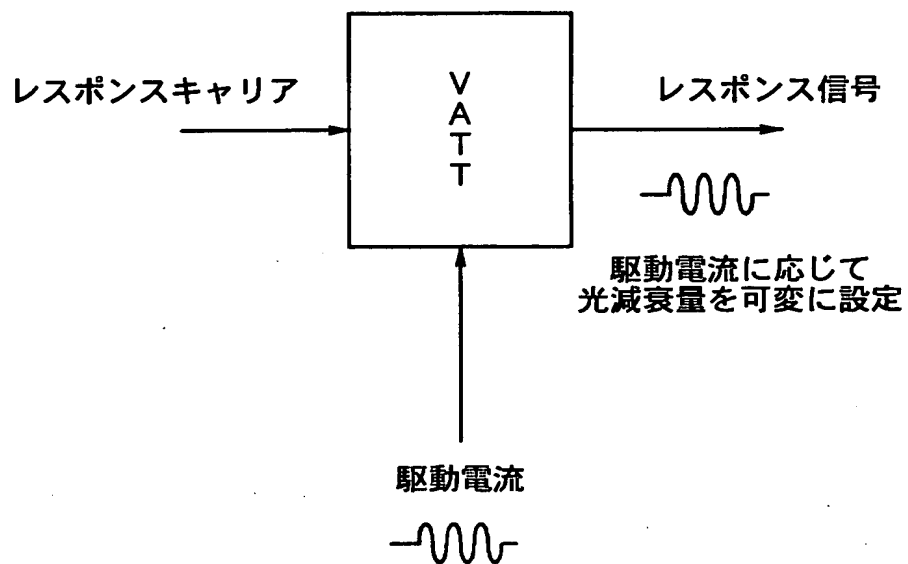 レスポンスキャリア
VATT
レスポンス信号
駆動電流に応じて
光減衰量を可変に設定
駆動電流